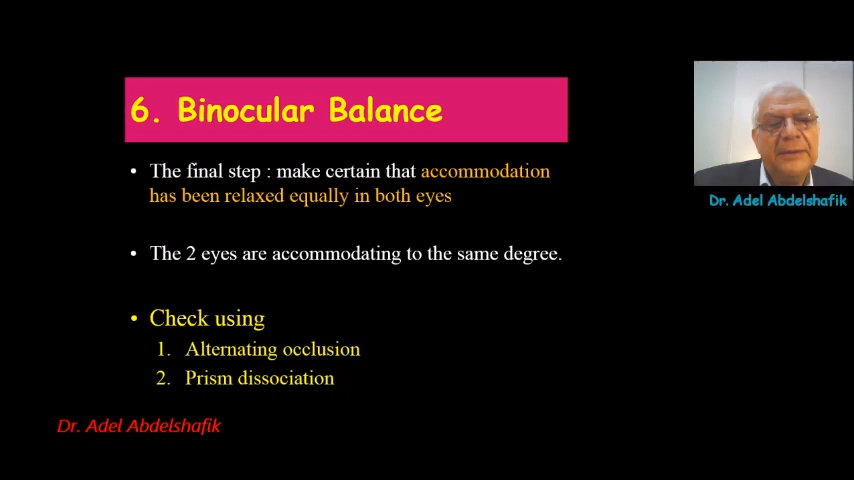 6. Binocular Balance
• The final step : make certain that accommodation
has been relaxed equally in both eyes
• The 2 eyes are accommodating to the same degree.
• Check using
1. Alternating occlusion
2. Prism dissociation
Dr. Adel Abdelshafik
Dr. Adel Abdelshafik